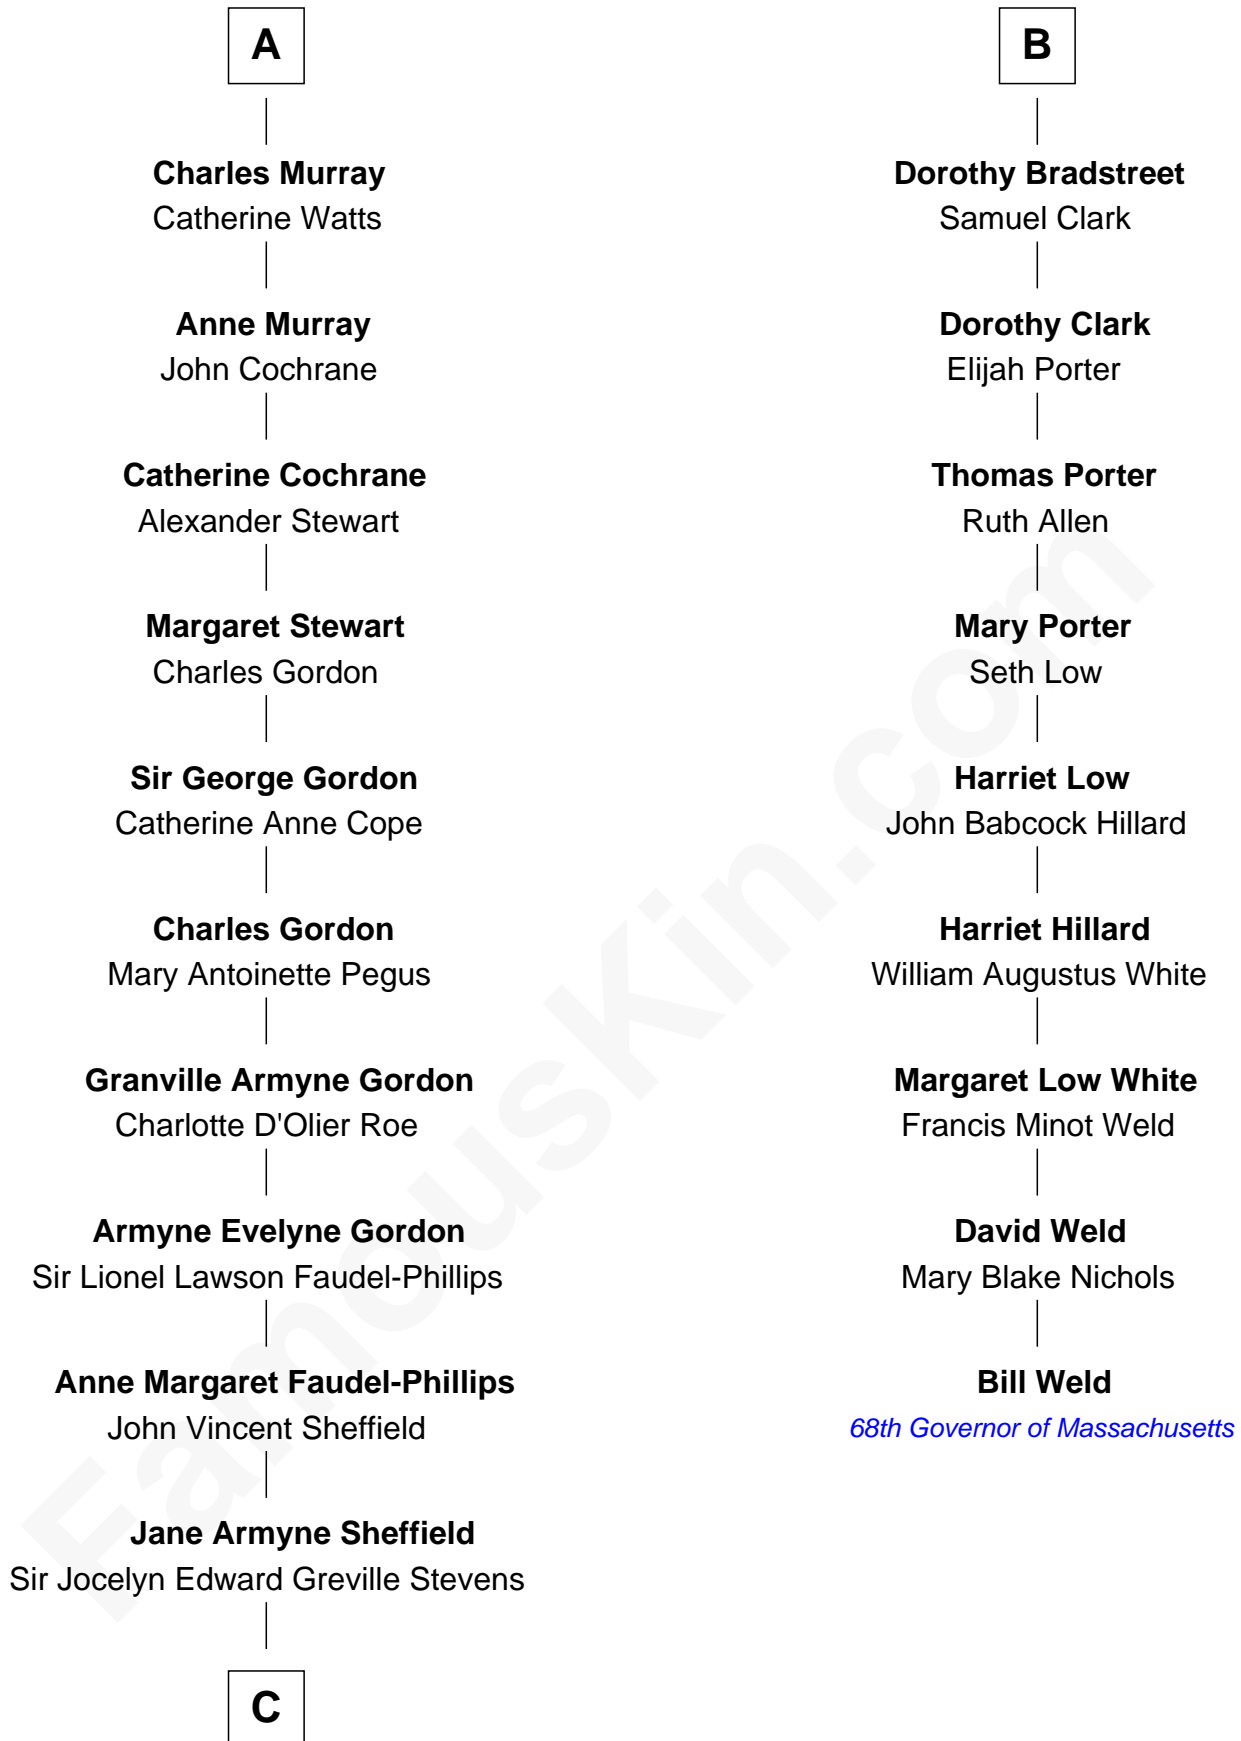 A
Charles Murray
Catherine Watts
Anne Murray
John Cochrane
Catherine Cochrane
Alexander Stewart
Margaret Stewart
Charles Gordon
Sir George Gordon
Catherine Anne Cope
Charles Gordon
Mary Antoinette Pegus
Granville Armyne Gordon
Charlotte D'Olier Roe
Armyne Evelyne Gordon
Sir Lionel Lawson Faudel-Phillips
Anne Margaret Faudel-Phillips
John Vincent Sheffield
Jane Armyne Sheffield
Sir Jocelyn Edward Greville Stevens
C
B
Dorothy Bradstreet
Samuel Clark
Dorothy Clark
Elijah Porter
Thomas Porter
Ruth Allen
Mary Porter
Seth Low
Harriet Low
John Babcock Hillard
Harriet Hillard
William Augustus White
Margaret Low White
Francis Minot Weld
David Weld
Mary Blake Nichols
Bill Weld
68th Governor of Massachusetts
FamousKin.com